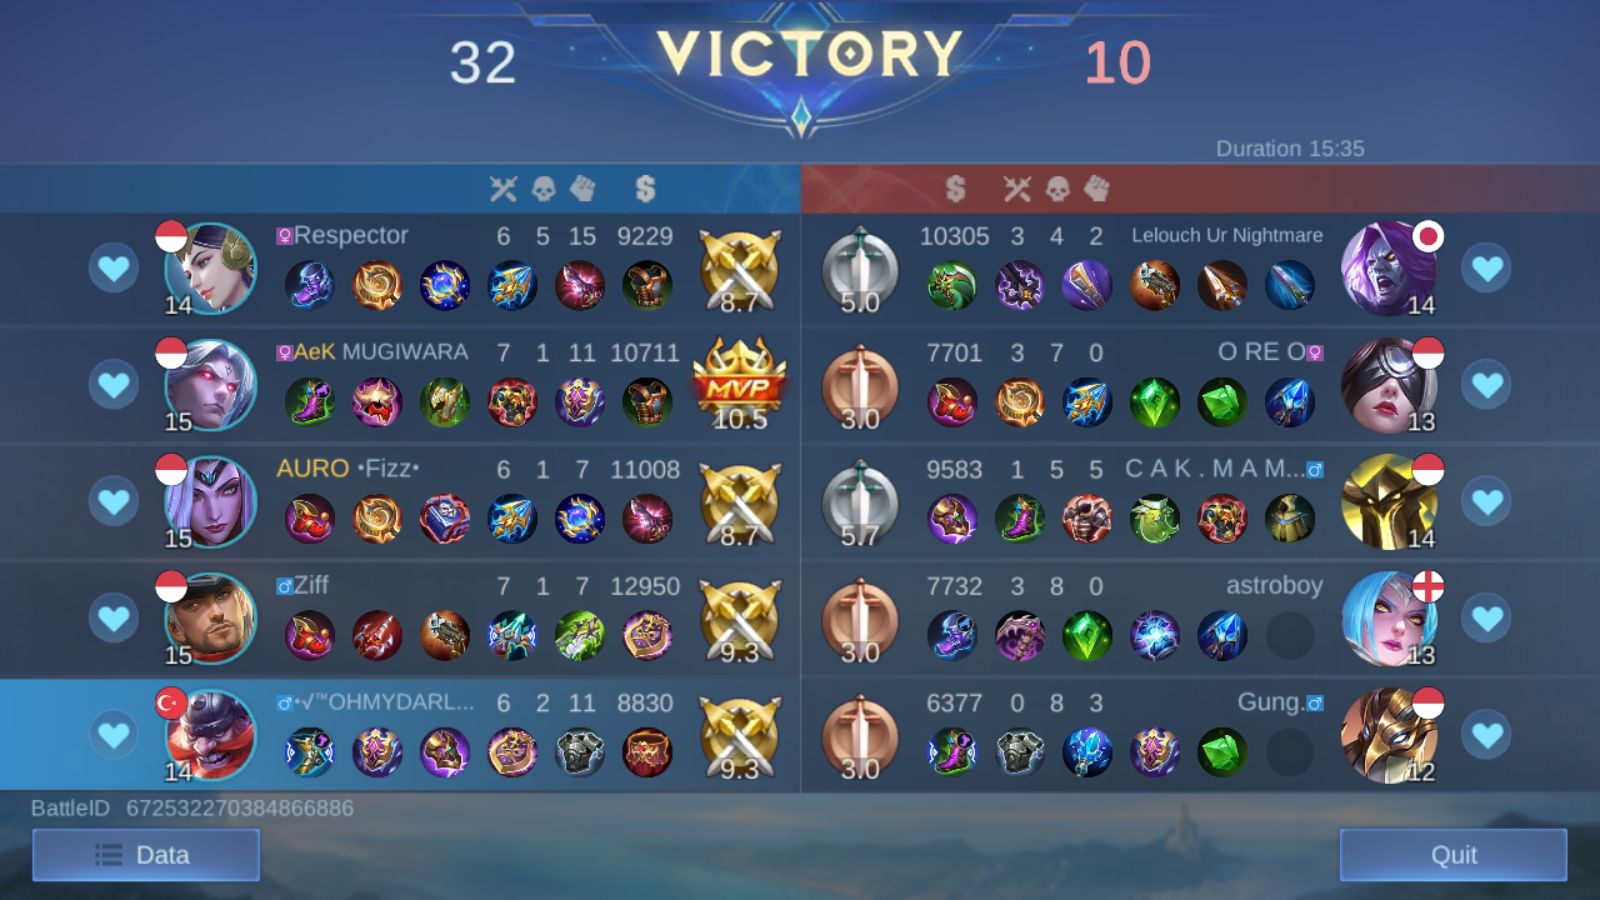 32 VICTORY 10
Duration 15:35
Respector 6 5 15 9229
14 8.7
10305 3 4 2 Lelouch Ur Nightmare
5.0 14
AeK MUGIWARA 7 1 11 10711
15 MVP 10.5
7701 3 7 0 O RE O
3.0 13
AURO •Fizz• 6 1 7 11008
15 8.7
9583 1 5 5 C A K . M A M...
5.7 14
Ziff 7 1 7 12950
15 9.3
7732 3 8 0 astroboy
3.0 13
•√™OHMYDARL... 6 2 11 8830
14 9.3
6377 0 8 3 Gung.
3.0 12
BattleID 672532270384866886
Data
Quit